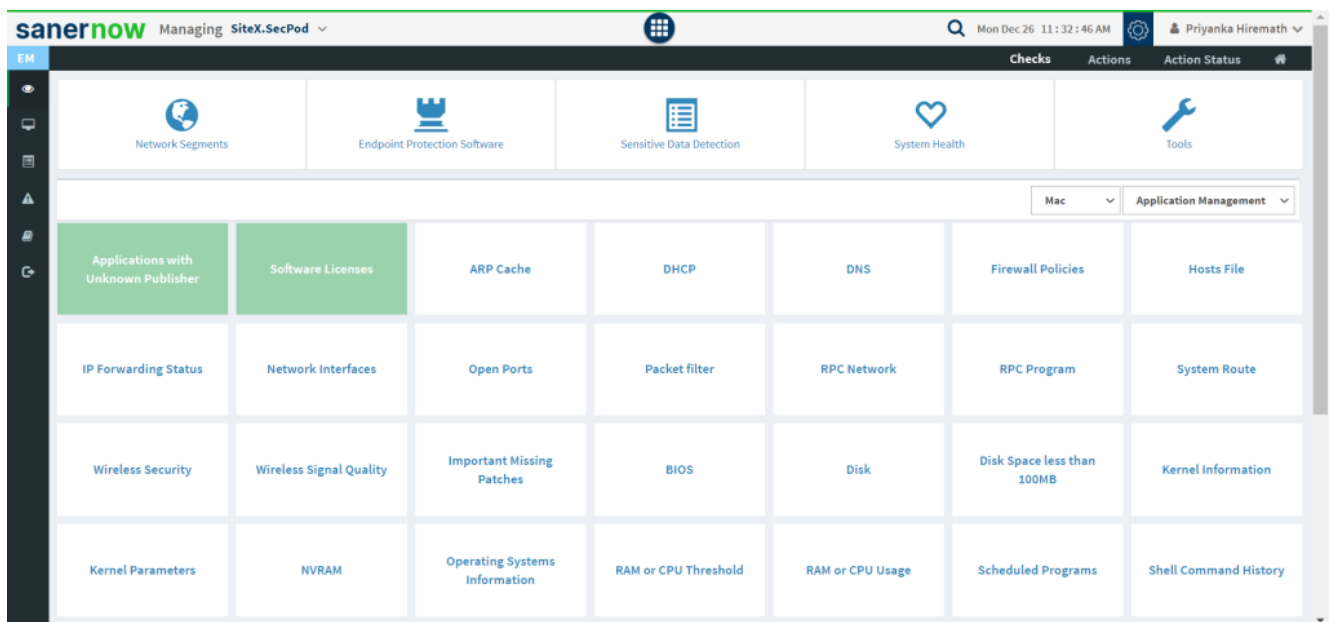 sanernow Managing SiteX.SecPod Mon Dec 26 11:32:46 AM Priyanka Hiremath
EM Checks Actions Action Status
Network Segments
Endpoint Protection Software
Sensitive Data Detection
System Health
Tools
Mac
Application Management
Applications with
Unknown Publisher
Software Licenses
ARP Cache
DHCP
DNS
Firewall Policies
Hosts File
IP Forwarding Status
Network Interfaces
Open Ports
Packet filter
RPC Network
RPC Program
System Route
Wireless Security
Wireless Signal Quality
Important Missing
Patches
BIOS
Disk
Disk Space less than
100MB
Kernel Information
Kernel Parameters
NVRAM
Operating Systems
Information
RAM or CPU Threshold
RAM or CPU Usage
Scheduled Programs
Shell Command History